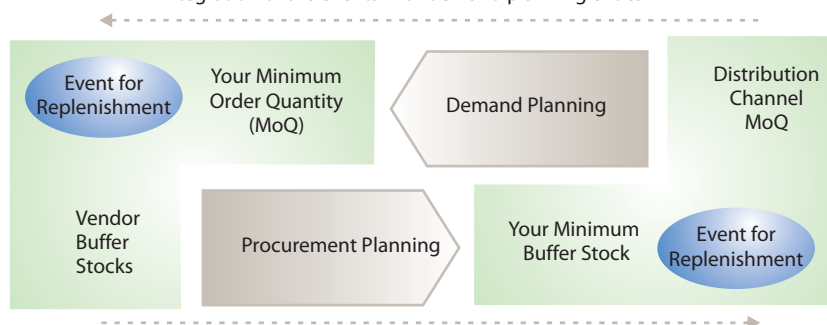 Event for
Replenishment
Your Minimum
Order Quantity
(MoQ)
Demand Planning
Distribution
Channel
MoQ
Vendor
Buffer
Stocks
Procurement Planning
Your Minimum
Buffer Stock
Event for
Replenishment